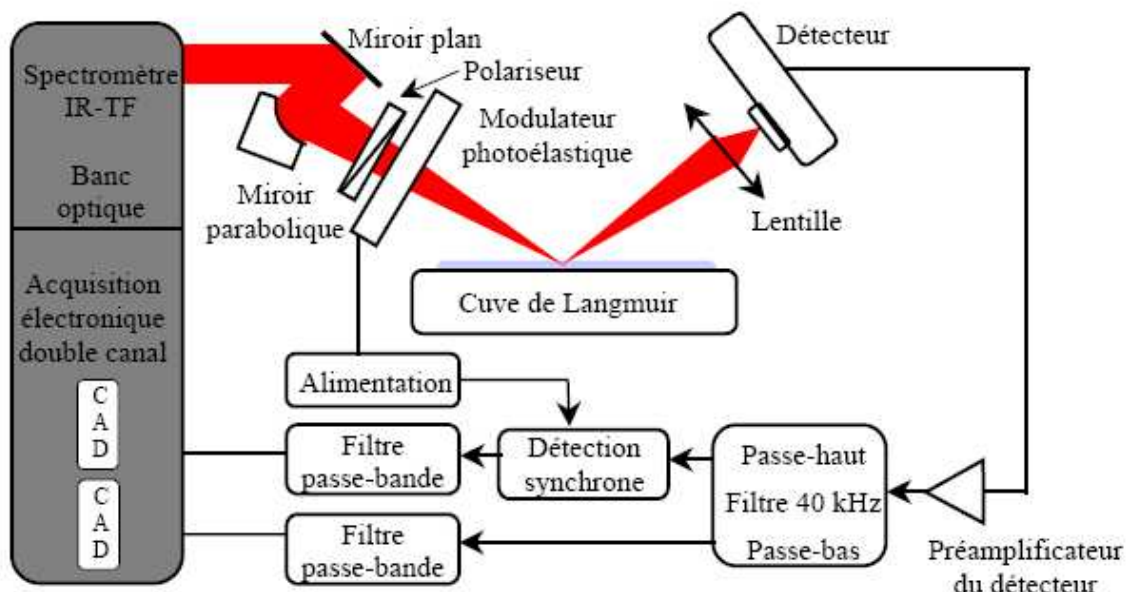 Spectromètre
IR-TF
Banc
optique
Acquisition
électronique
double canal
C
A
D
C
A
D
Miroir plan
Polariseur
Modulateur
photoélastique
Miroir
parabolique
Détecteur
Lentille
Cuve de Langmuir
Alimentation
Filtre
passe-bande
Détection
synchrone
Filtre
passe-bande
Passe-haut
Filtre 40 kHz
Passe-bas
Préamplificateur
du détecteur